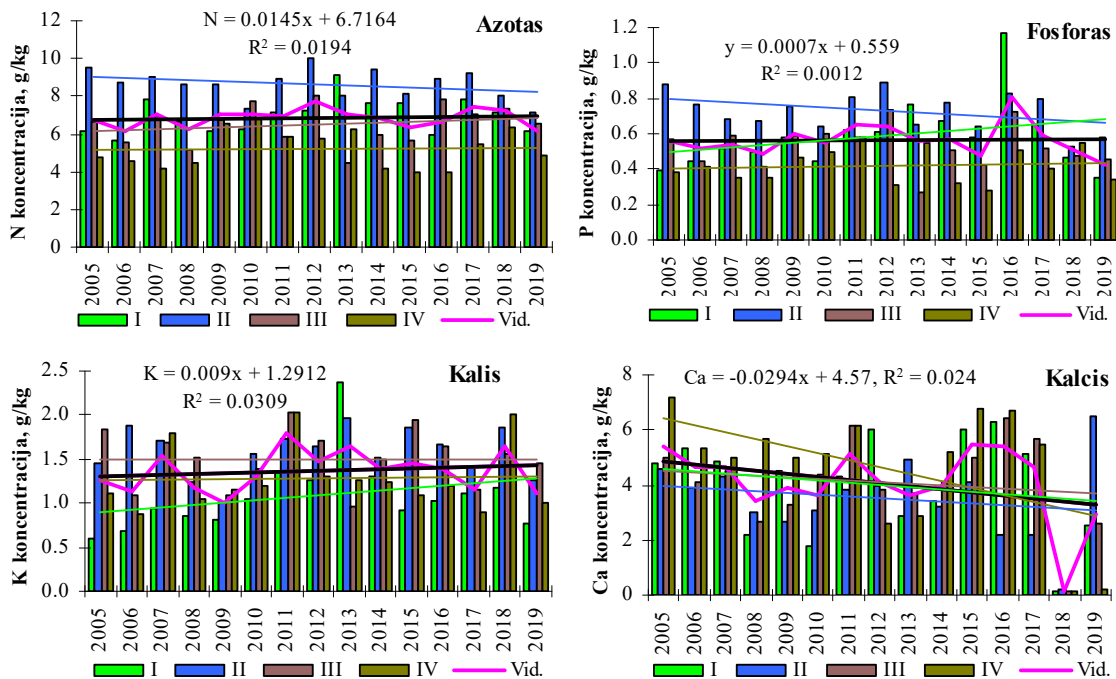 Azotas
N = 0.0145x + 6.7164
R² = 0.0194
N koncentracija, g/kg
12
10
8
6
4
2
0
2005 2006 2007 2008 2009 2010 2011 2012 2013 2014 2015 2016 2017 2018 2019
I II III IV Vid.
Fosforas
y = 0.0007x + 0.559
R² = 0.0012
P koncentracija, g/kg
1.2
1.0
0.8
0.6
0.4
0.2
0.0
2005 2006 2007 2008 2009 2010 2011 2012 2013 2014 2015 2016 2017 2018 2019
I II III IV Vid.
Kalis
K = 0.009x + 1.2912
R² = 0.0309
K koncentracija, g/kg
2.5
2.0
1.5
1.0
0.5
0.0
2005 2006 2007 2008 2009 2010 2011 2012 2013 2014 2015 2016 2017 2018 2019
I II III IV Vid.
Kalcis
Ca = -0.0294x + 4.57, R² = 0.024
Ca koncentracija, g/kg
8
6
4
2
0
2005 2006 2007 2008 2009 2010 2011 2012 2013 2014 2015 2016 2017 2018 2019
I II III IV Vid.